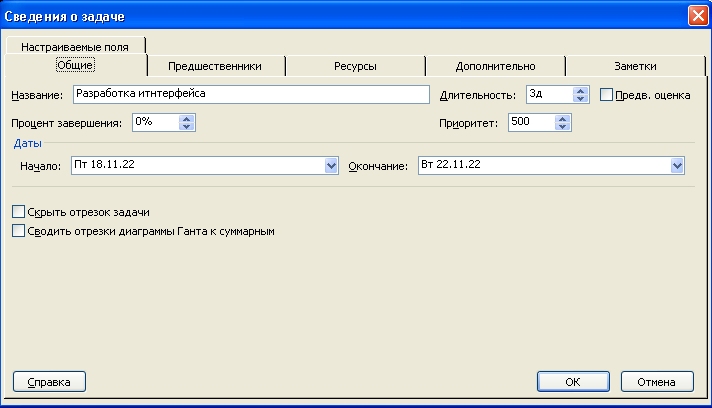 Сведения о задаче
Настраиваемые поля
Общие Предшественники Ресурсы Дополнительно Заметки
Название: Разработка итнтерфейса Длительность: 3д Предв. оценка
Процент завершения: 0% Приоритет: 500
Даты
Начало: Пт 18.11.22 Окончание: Вт 22.11.22
Скрыть отрезок задачи
Сводить отрезки диаграммы Ганта к суммарным
Справка ОК Отмена